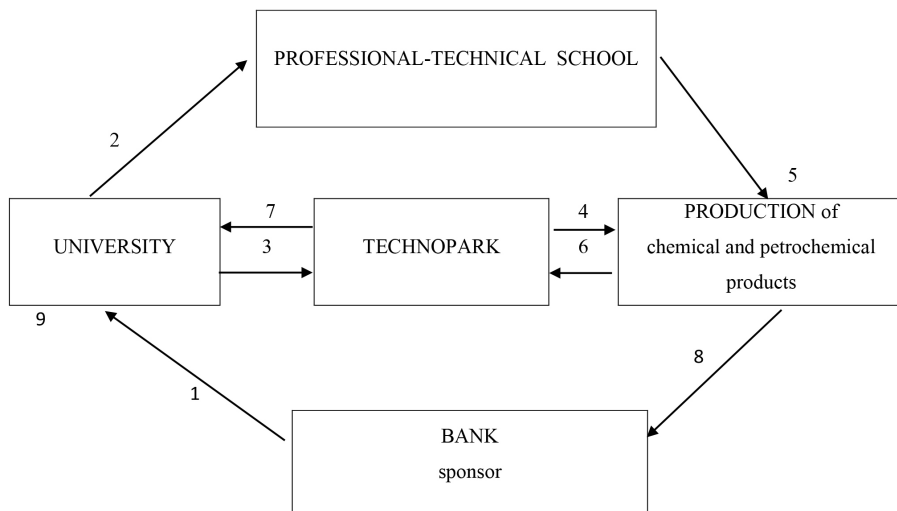 PROFESSIONAL-TECHNICAL SCHOOL
2
5
UNIVERSITY
7
3
TECHNOPARK
4
6
PRODUCTION of
chemical and petrochemical
products
9
1
8
BANK
sponsor